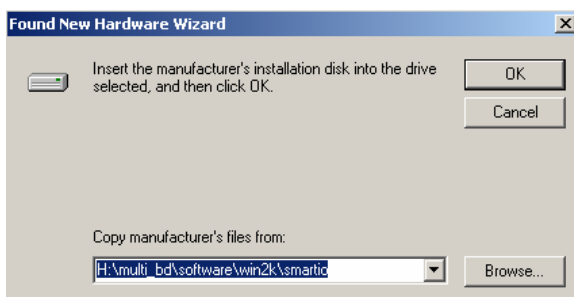 Found New Hardware Wizard
Insert the manufacturer's installation disk into the drive
selected, and then click OK.
OK
Cancel
Copy manufacturer's files from:
H:\multi_bd\software\win2k\smartio
Browse...